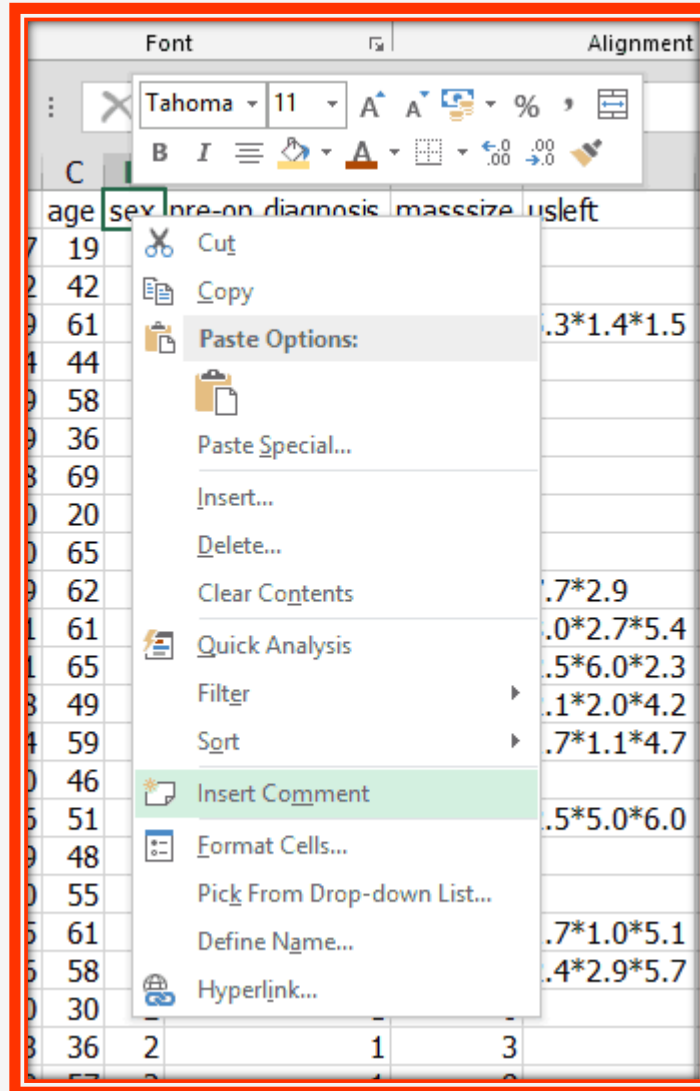 Font Alignment
Tahoma 11 A A % ,
B I A .00 .00
C
age sex pre-op diagnosis masssize usleft
19
42
61 .3*1.4*1.5
44
58
36
69
20
65
62 .7*2.9
61 .0*2.7*5.4
65 .5*6.0*2.3
49 .1*2.0*4.2
59 .7*1.1*4.7
46
51 .5*5.0*6.0
48
55
61 .7*1.0*5.1
58 .4*2.9*5.7
30
36 2 1 3
Cut
Copy
Paste Options:
Paste Special...
Insert...
Delete...
Clear Contents
Quick Analysis
Filter
Sort
Insert Comment
Format Cells...
Pick From Drop-down List...
Define Name...
Hyperlink...